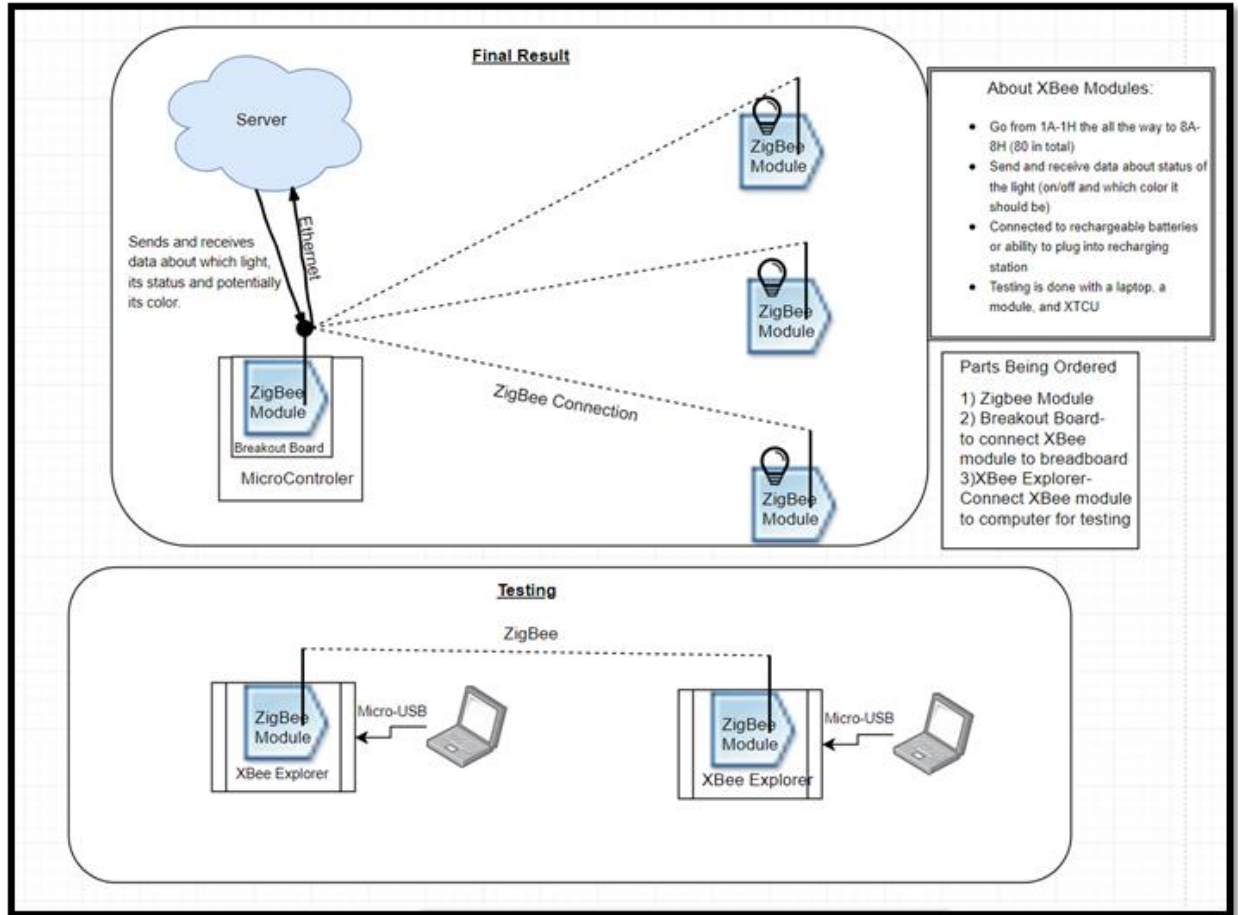 Final Result
Server
Ethernet
Sends and receives
data about which light,
its status and potentially
its color.
ZigBee
Module
Breakout Board
MicroControler
ZigBee Connection
ZigBee
Module
ZigBee
Module
ZigBee
Module
About XBee Modules:
Go from 1A-1H the all the way to 8A-
8H (80 in total)
Send and receive data about status of
the light (on/off and which color it
should be)
Connected to rechargeable batteries
or ability to plug into recharging
station
Testing is done with a laptop, a
module, and XTCU
Parts Being Ordered
1) Zigbee Module
2) Breakout Board-
to connect XBee
module to breadboard
3)XBee Explorer-
Connect XBee module
to computer for testing
Testing
ZigBee
ZigBee
Module
XBee Explorer
Micro-USB
ZigBee
Module
XBee Explorer
Micro-USB